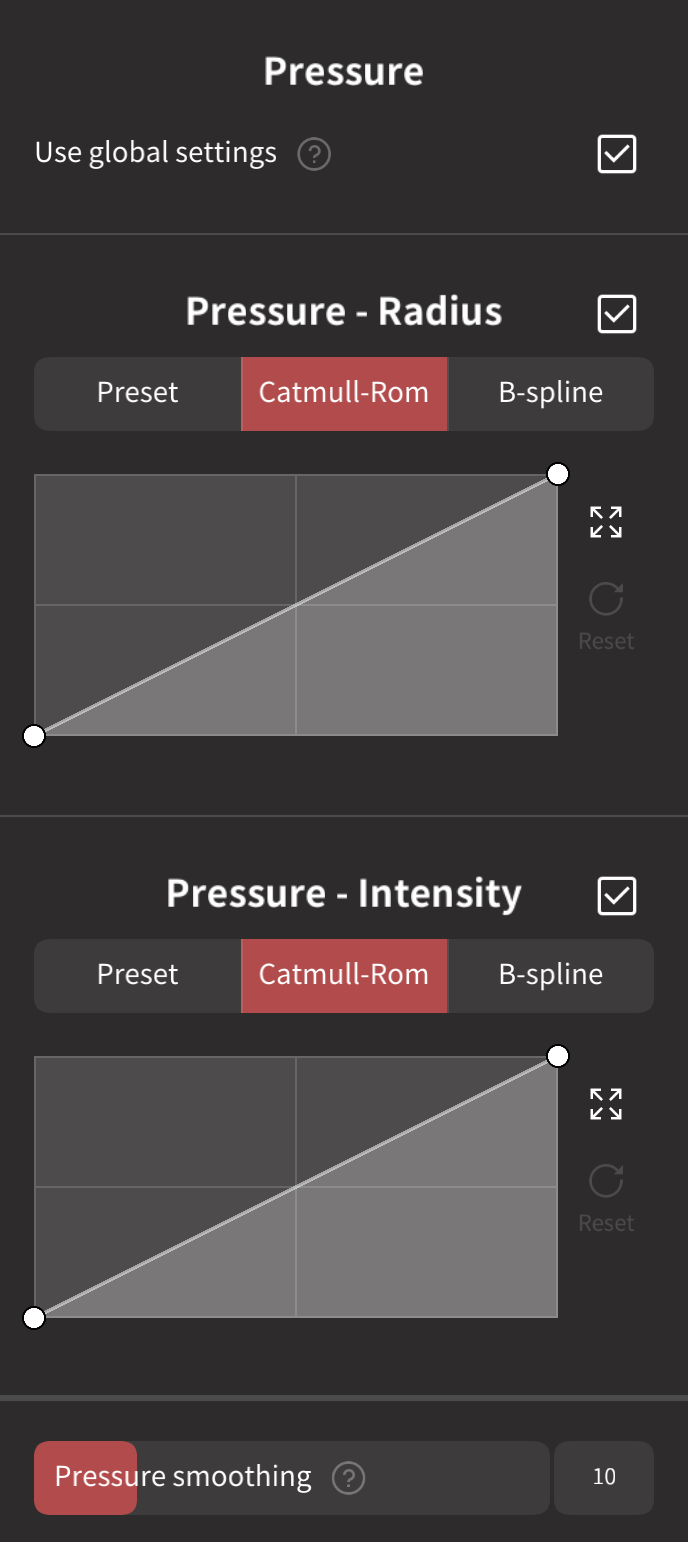 Pressure
Use global settings ?
Pressure - Radius
Preset Catmull-Rom B-spline
Reset
Pressure - Intensity
Preset Catmull-Rom B-spline
Reset
Pressure smoothing ? 10